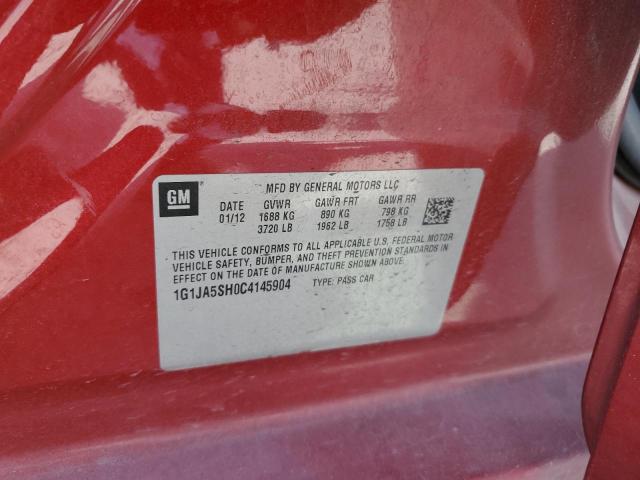 GM
MFD BY GENERAL MOTORS LLC
DATE GVWR GAWR FRT GAWR RR
01/12 1688 KG 890 KG 798 KG
3720 LB 1962 LB 1758 LB
THIS VEHICLE CONFORMS TO ALL APPLICABLE U.S. FEDERAL MOTOR
VEHICLE SAFETY, BUMPER, AND THEFT PREVENTION STANDARDS IN
EFFECT ON THE DATE OF MANUFACTURE SHOWN ABOVE.
1G1JA5SH0C4145904 TYPE: PASS CAR